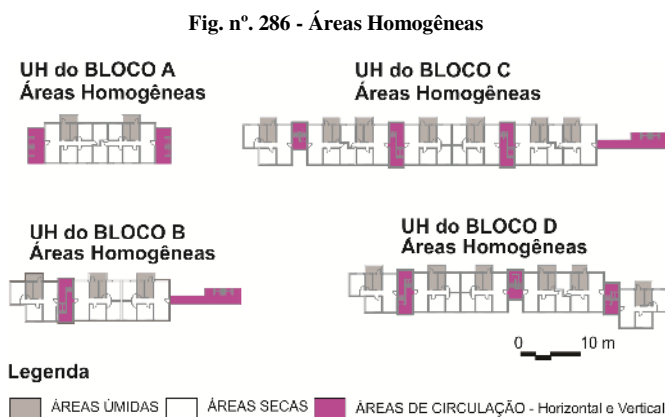 Fig. nº. 286 - Áreas Homogêneas
UH do BLOCO A
Áreas Homogêneas
UH do BLOCO C
Áreas Homogêneas
UH do BLOCO B
Áreas Homogêneas
UH do BLOCO D
Áreas Homogêneas
0 10 m
Legenda
ÁREAS ÚMIDAS
ÁREAS SECAS
ÁREAS DE CIRCULAÇÃO - Horizontal e Vertical